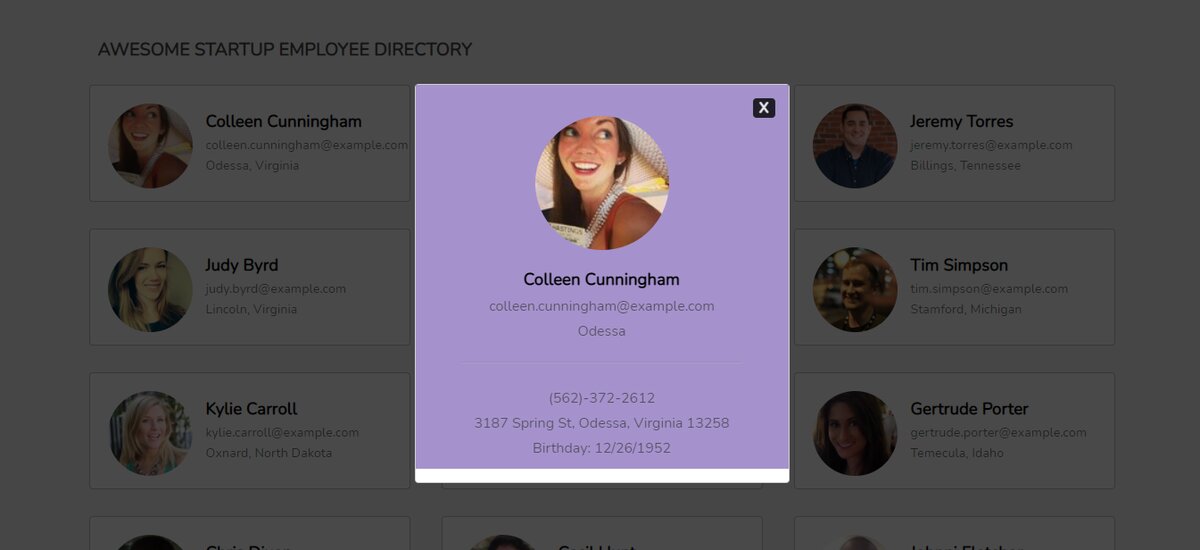 AWESOME STARTUP EMPLOYEE DIRECTORY
Colleen Cunningham
colleen.cunningham@example.com
Odessa, Virginia
X
Colleen Cunningham
colleen.cunningham@example.com
Odessa
(562)-372-2612
3187 Spring St, Odessa, Virginia 13258
Birthday: 12/26/1952
Jeremy Torres
jeremy.torres@example.com
Billings, Tennessee
Judy Byrd
judy.byrd@example.com
Lincoln, Virginia
Tim Simpson
tim.simpson@example.com
Stamford, Michigan
Kylie Carroll
kylie.carroll@example.com
Oxnard, North Dakota
Gertrude Porter
gertrude.porter@example.com
Temecula, Idaho
HASTINGS